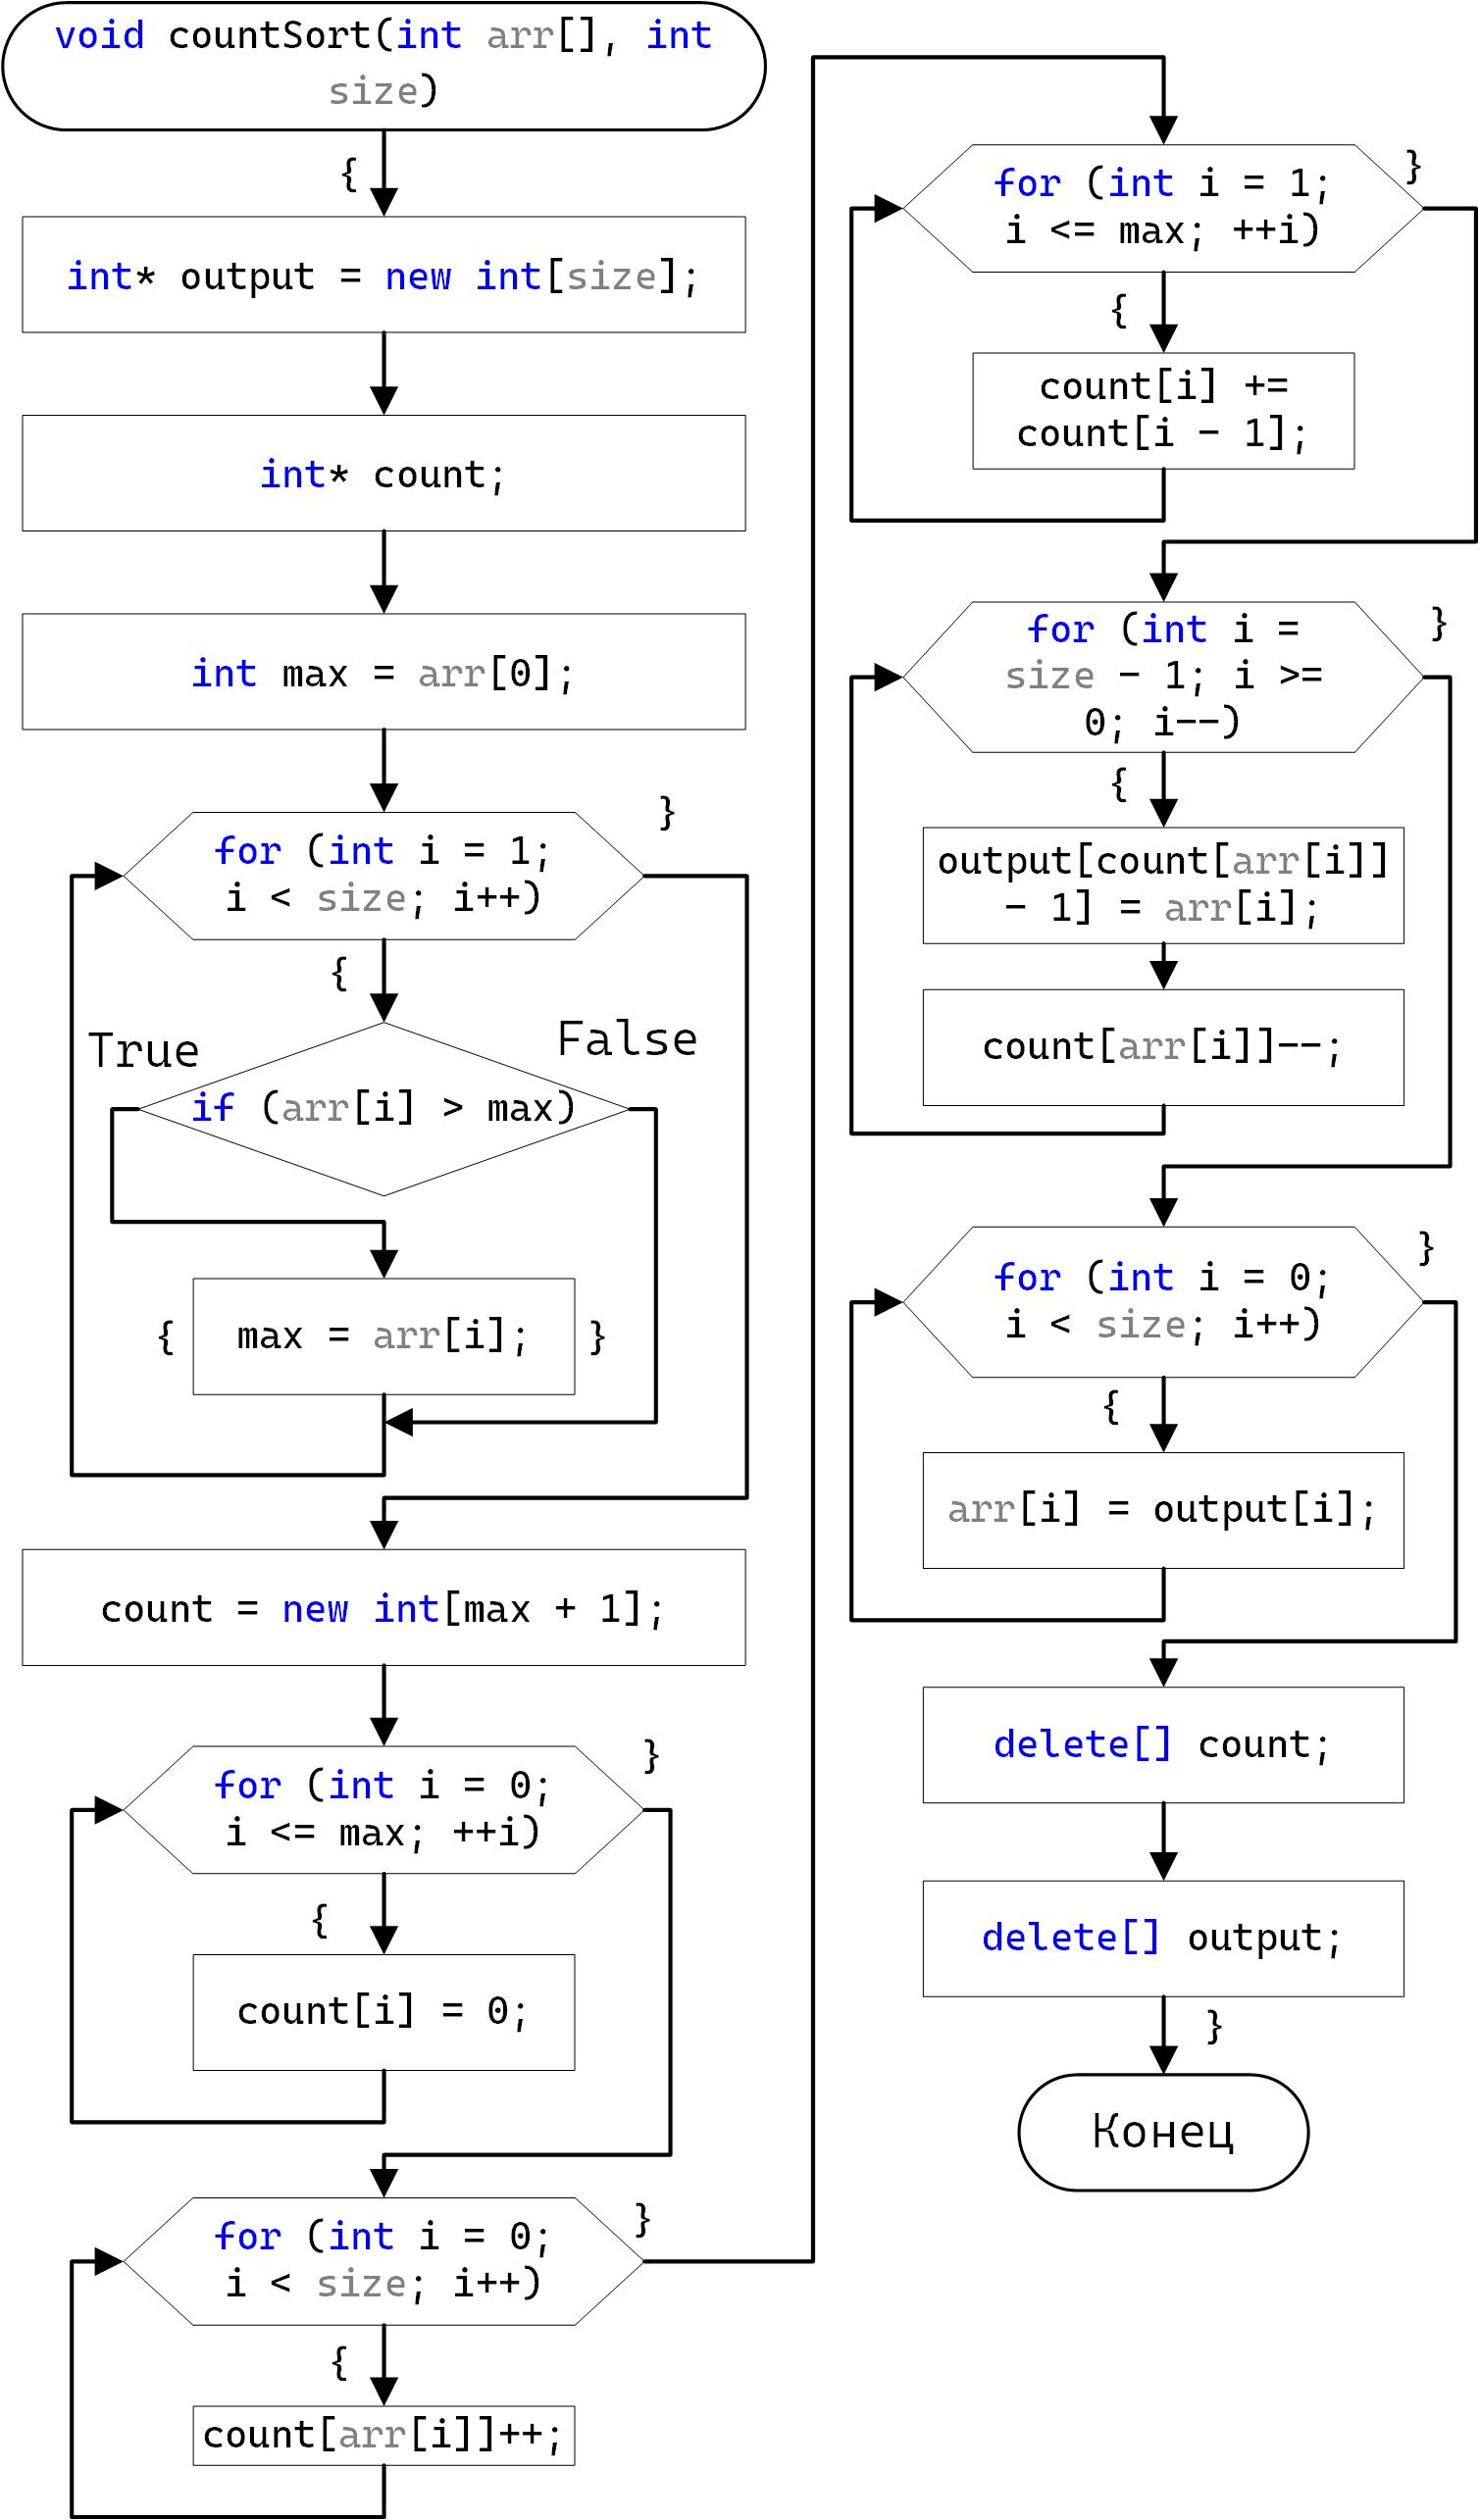 void countSort(int arr[], int
size)
{
int* output = new int[size];
int* count;
int max = arr[0];
for (int i = 1;
i < size; i++)
}
{
True
False
if (arr[i] > max)
{
max = arr[i];
}
count = new int[max + 1];
for (int i = 0;
i <= max; ++i)
}
{
count[i] = 0;
for (int i = 0;
i < size; i++)
}
{
count[arr[i]]++;
for (int i = 1;
i <= max; ++i)
}
{
count[i] +=
count[i - 1];
for (int i =
size - 1; i >=
0; i--)
}
{
output[count[arr[i]]
- 1] = arr[i];
count[arr[i]]--;
for (int i = 0;
i < size; i++)
}
{
arr[i] = output[i];
delete[] count;
delete[] output;
}
Конец